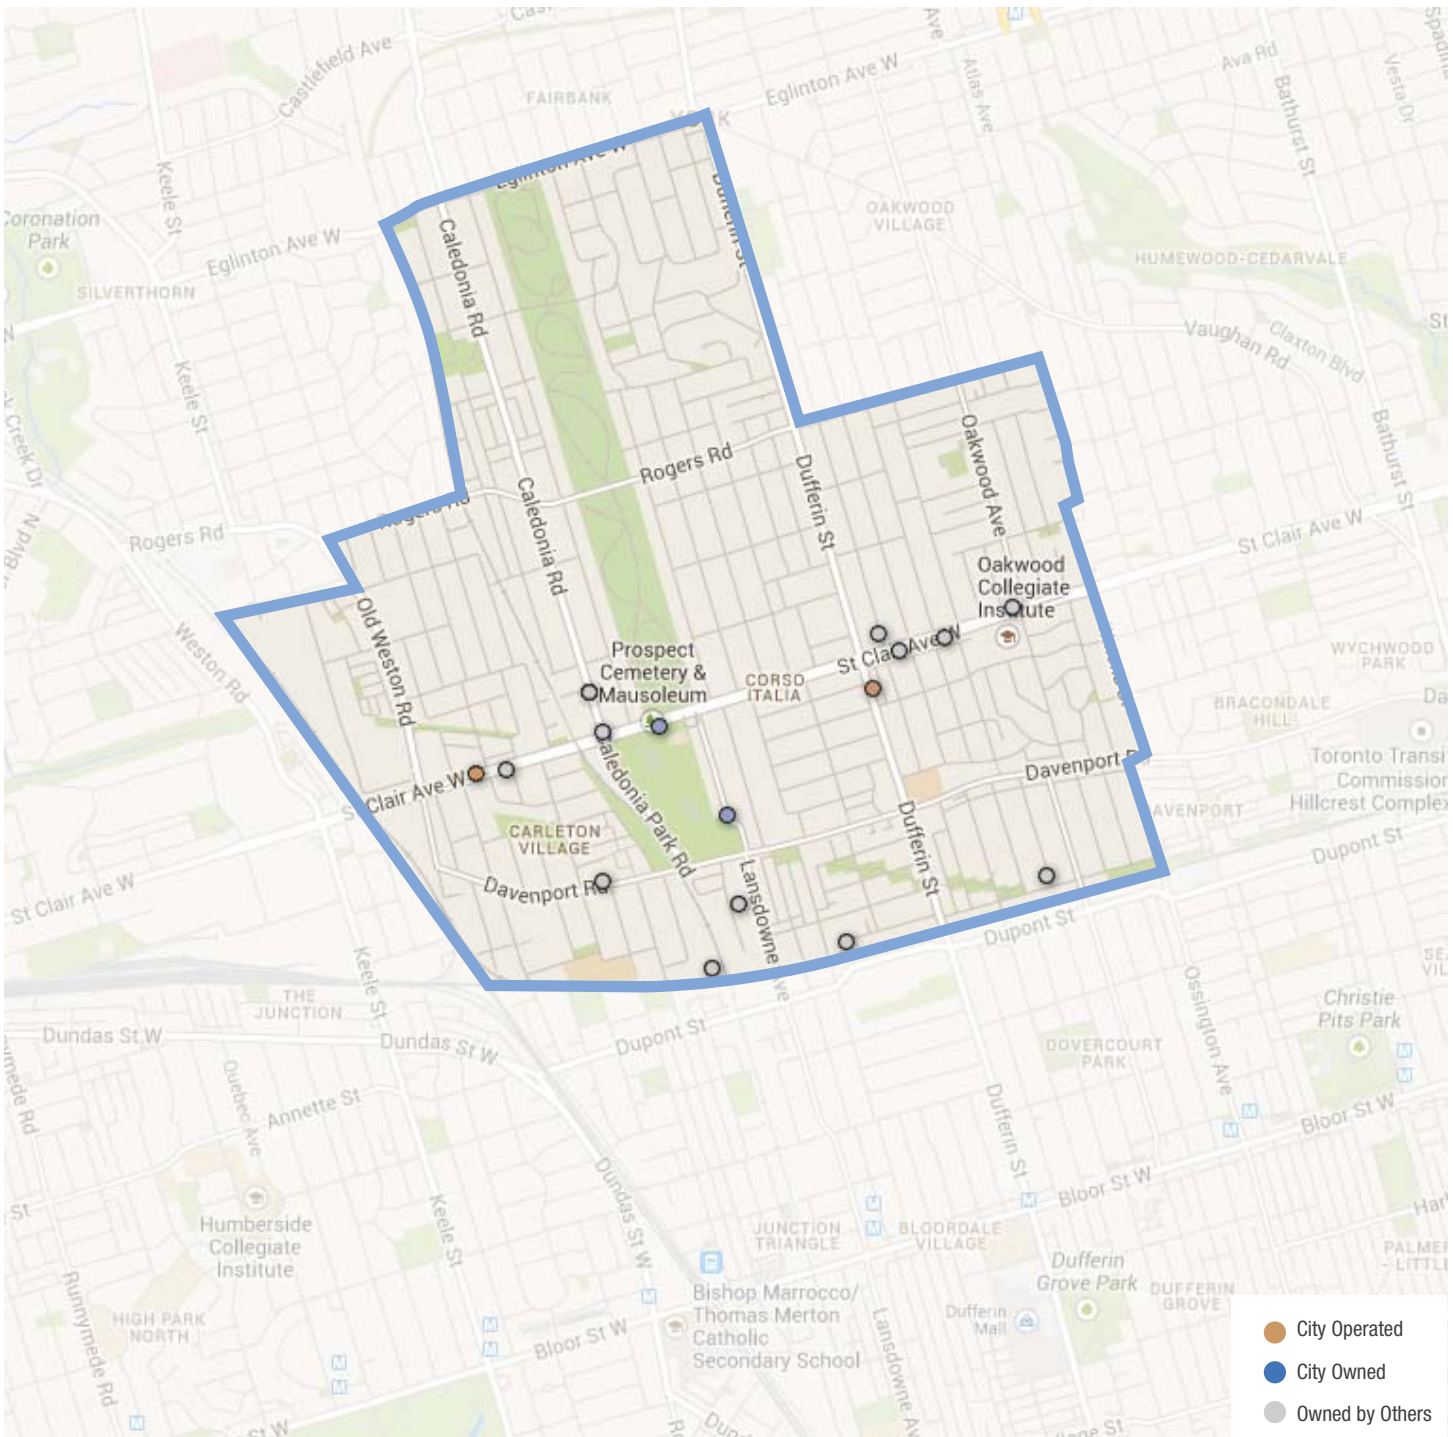 Ave
Castlefield Ave
Eglinton Ave W
Ava Rd
Vesta Dr
Atlas Ave
Bathurst St
FAIRBANK
YORK
Keele St
Eglinton Ave W
Dufferin St
Coronation
Park
OAKWOOD
VILLAGE
Caledonia Rd
Eglinton Ave W
HUMEWOOD-CEDARVALE
SILVERTHORN
Vaughan Rd
Claxton Blvd
Keele St
Bathurst St
Oakwood Ave
Rogers Rd
Dufferin St
Caledonia Rd
Rogers Rd
Rogers Rd
St Clair Ave W
Oakwood
Collegiate
Institute
Old Weston Rd
Weston Rd
Prospect
Cemetery &
Mausoleum
St Clair Ave W
WYCHWOOD
PARK
CORSO
ITALIA
BRACONDALE
HILL
Davenport
Toronto Transi
Commission
Hillcrest Complex
St Clair Ave W
Caledonia Park Rd
AVENPORT
CARLETON
VILLAGE
Dufferin St
Dupont St
Davenport Rd
Lansdowne Ave
St Clair Ave W
Dupont St
Keele St
THE
JUNCTION
Ossington Ave
Christie
Pits Park
Dundas St W
Dundas St W
Dupont St
DOVERCOURT
PARK
Quebec Ave
Annette St
Dufferin St
Bloor St W
Dundas St W
Bloor St W
Keele St
Humberside
Collegiate
Institute
JUNCTION
TRIANGLE
BLOORDALE
VILLAGE
Runnymede Rd
Dufferin
Grove Park
DUFFERIN
GROVE
Bishop Marrocco/
Thomas Merton
Catholic
Secondary School
Dufferin
Mall
HIGH PARK
NORTH
Bloor St W
Lansdowne Av
City Operated
City Owned
Owned by Others